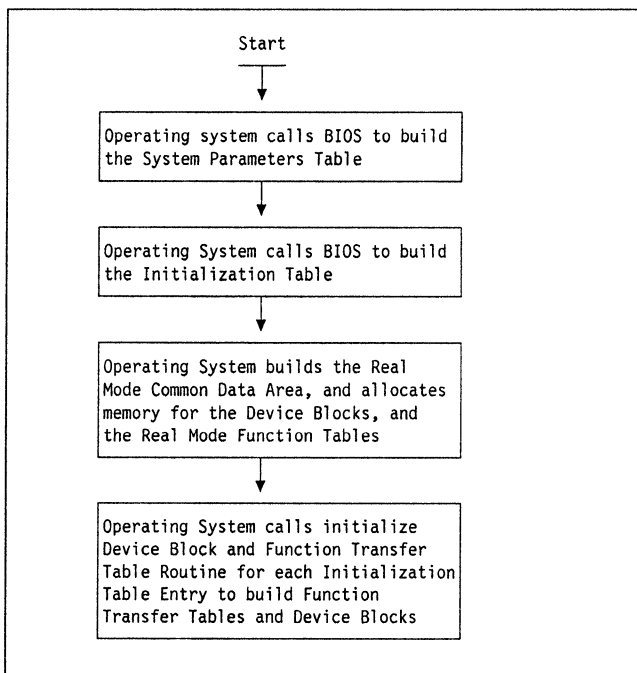 Start
Operating system calls BIOS to build
the System Parameters Table
Operating System calls BIOS to build
the Initialization Table
Operating System builds the Real
Mode Common Data Area, and allocates
memory for the Device Blocks, and
the Real Mode Function Tables
Operating System calls initialize
Device Block and Function Transfer
Table Routine for each Initialization
Table Entry to build Function
Transfer Tables and Device Blocks